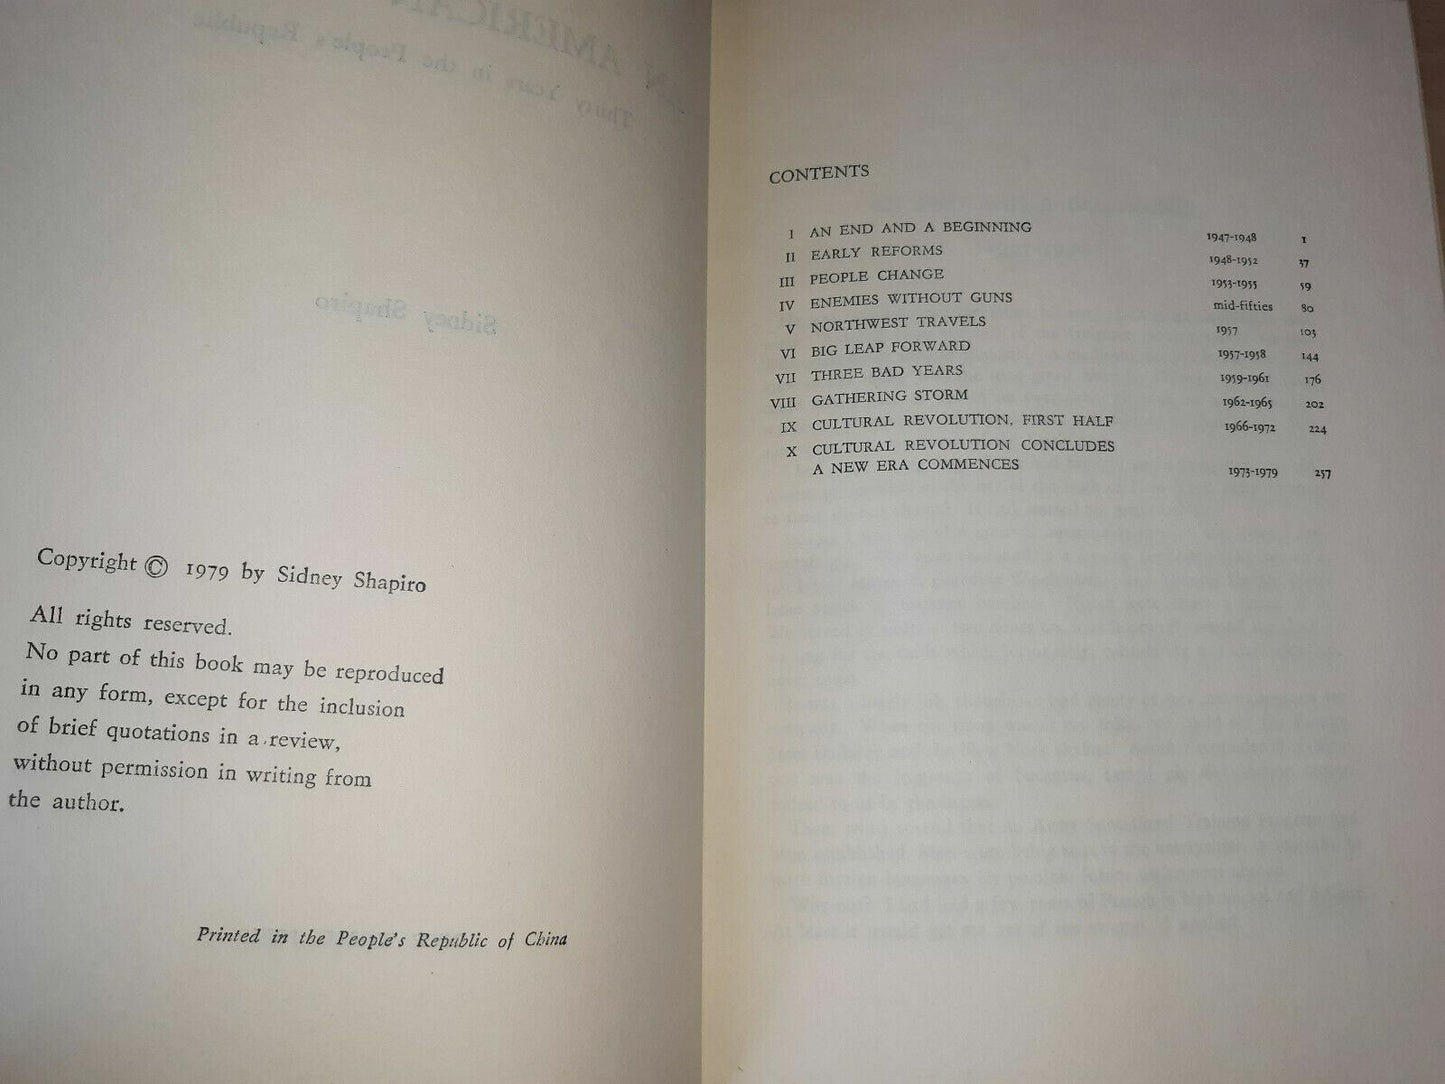 Copyright © 1979 by Sidney Shapiro
All rights reserved.
No part of this book may be reproduced
in any form, except for the inclusion
of brief quotations in a review,
without permission in writing from
the author.
Printed in the People's Republic of China
CONTENTS
I AN END AND A BEGINNING 1947-1948 1
II EARLY REFORMS 1948-1952 37
III PEOPLE CHANGE 1953-1955 59
IV ENEMIES WITHOUT GUNS mid-fifties 80
V NORTHWEST TRAVELS 1957 103
VI BIG LEAP FORWARD 1957-1958 144
VII THREE BAD YEARS 1959-1961 176
VIII GATHERING STORM 1962-1965 202
IX CULTURAL REVOLUTION, FIRST HALF 1966-1972 224
X CULTURAL REVOLUTION CONCLUDES
A NEW ERA COMMENCES 1973-1979 257